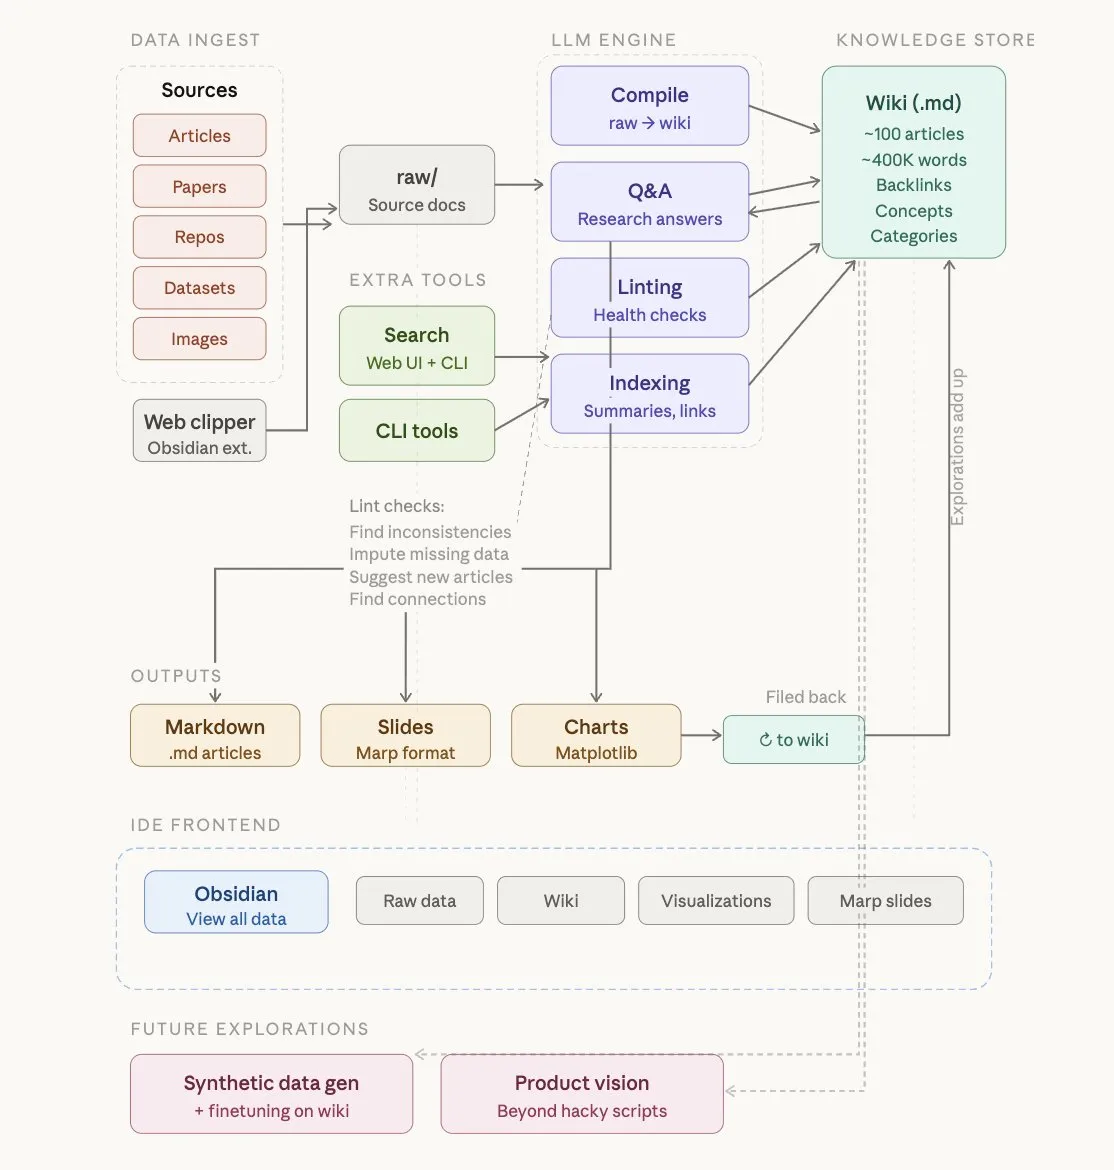 DATA INGEST
Sources
Articles
Papers
Repos
Datasets
Images
Web clipper
Obsidian ext.
raw/
Source docs
EXTRA TOOLS
Search
Web UI + CLI
CLI tools
LLM ENGINE
Compile
raw → wiki
Q&A
Research answers
Linting
Health checks
Indexing
Summaries, links
KNOWLEDGE STORE
Wiki (.md)
~100 articles
~400K words
Backlinks
Concepts
Categories
Explorations add up
Lint checks:
Find inconsistencies
Impute missing data
Suggest new articles
Find connections
OUTPUTS
Markdown
.md articles
Slides
Marp format
Charts
Matplotlib
Filed back
↻ to wiki
IDE FRONTEND
Obsidian
View all data
Raw data
Wiki
Visualizations
Marp slides
FUTURE EXPLORATIONS
Synthetic data gen
+ finetuning on wiki
Product vision
Beyond hacky scripts